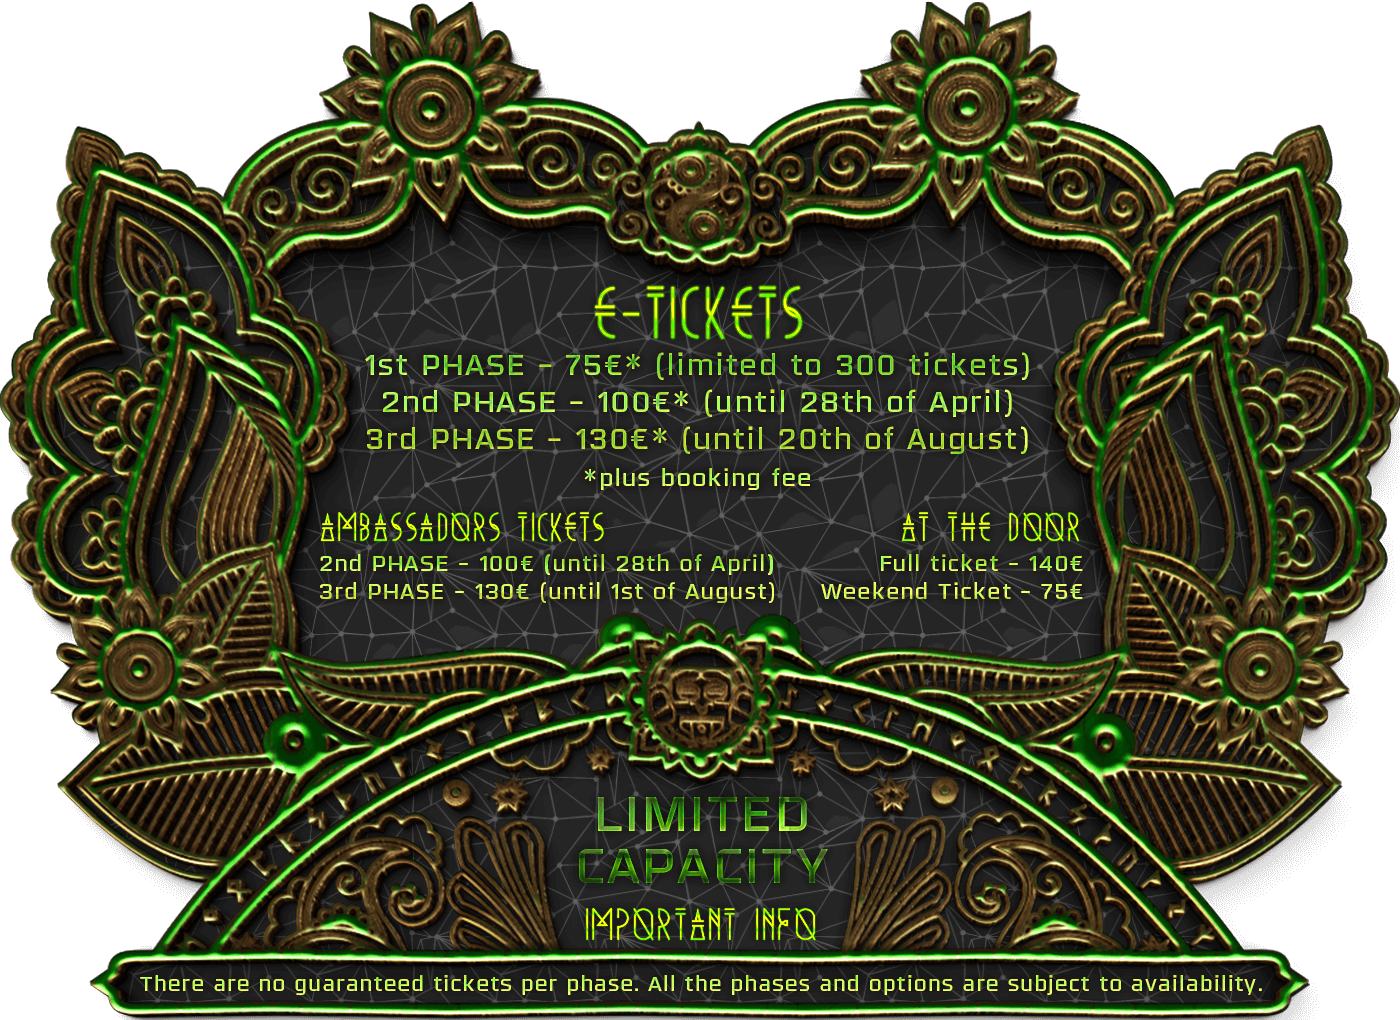 E-TICKETS
1st PHASE - 75€* (limited to 300 tickets)
2nd PHASE - 100€* (until 28th of April)
3rd PHASE - 130€* (until 20th of August)
*plus booking fee
AMBASSADORS TICKETS
2nd PHASE - 100€ (until 28th of April)
3rd PHASE - 130€ (until 1st of August)
AT THE DOOR
Full ticket - 140€
Weekend Ticket - 75€
LIMITED
CAPACITY
IMPORTANT INFO
There are no guaranteed tickets per phase. All the phases and options are subject to availability.